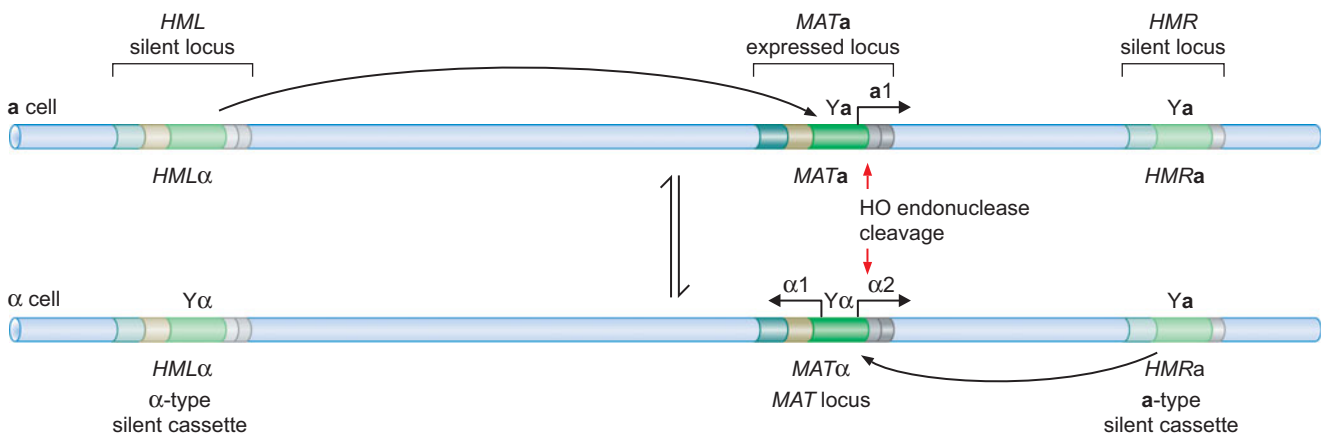 HML
silent locus
MATa
expressed locus
HMR
silent locus
a cell
Ya
a1
Ya
HMLα
MATa
HMRa
HO endonuclease
cleavage
α cell
Yα
α1
Yα
α2
Ya
HMLα
α-type
silent cassette
MATα
MAT locus
HMRa
a-type
silent cassette